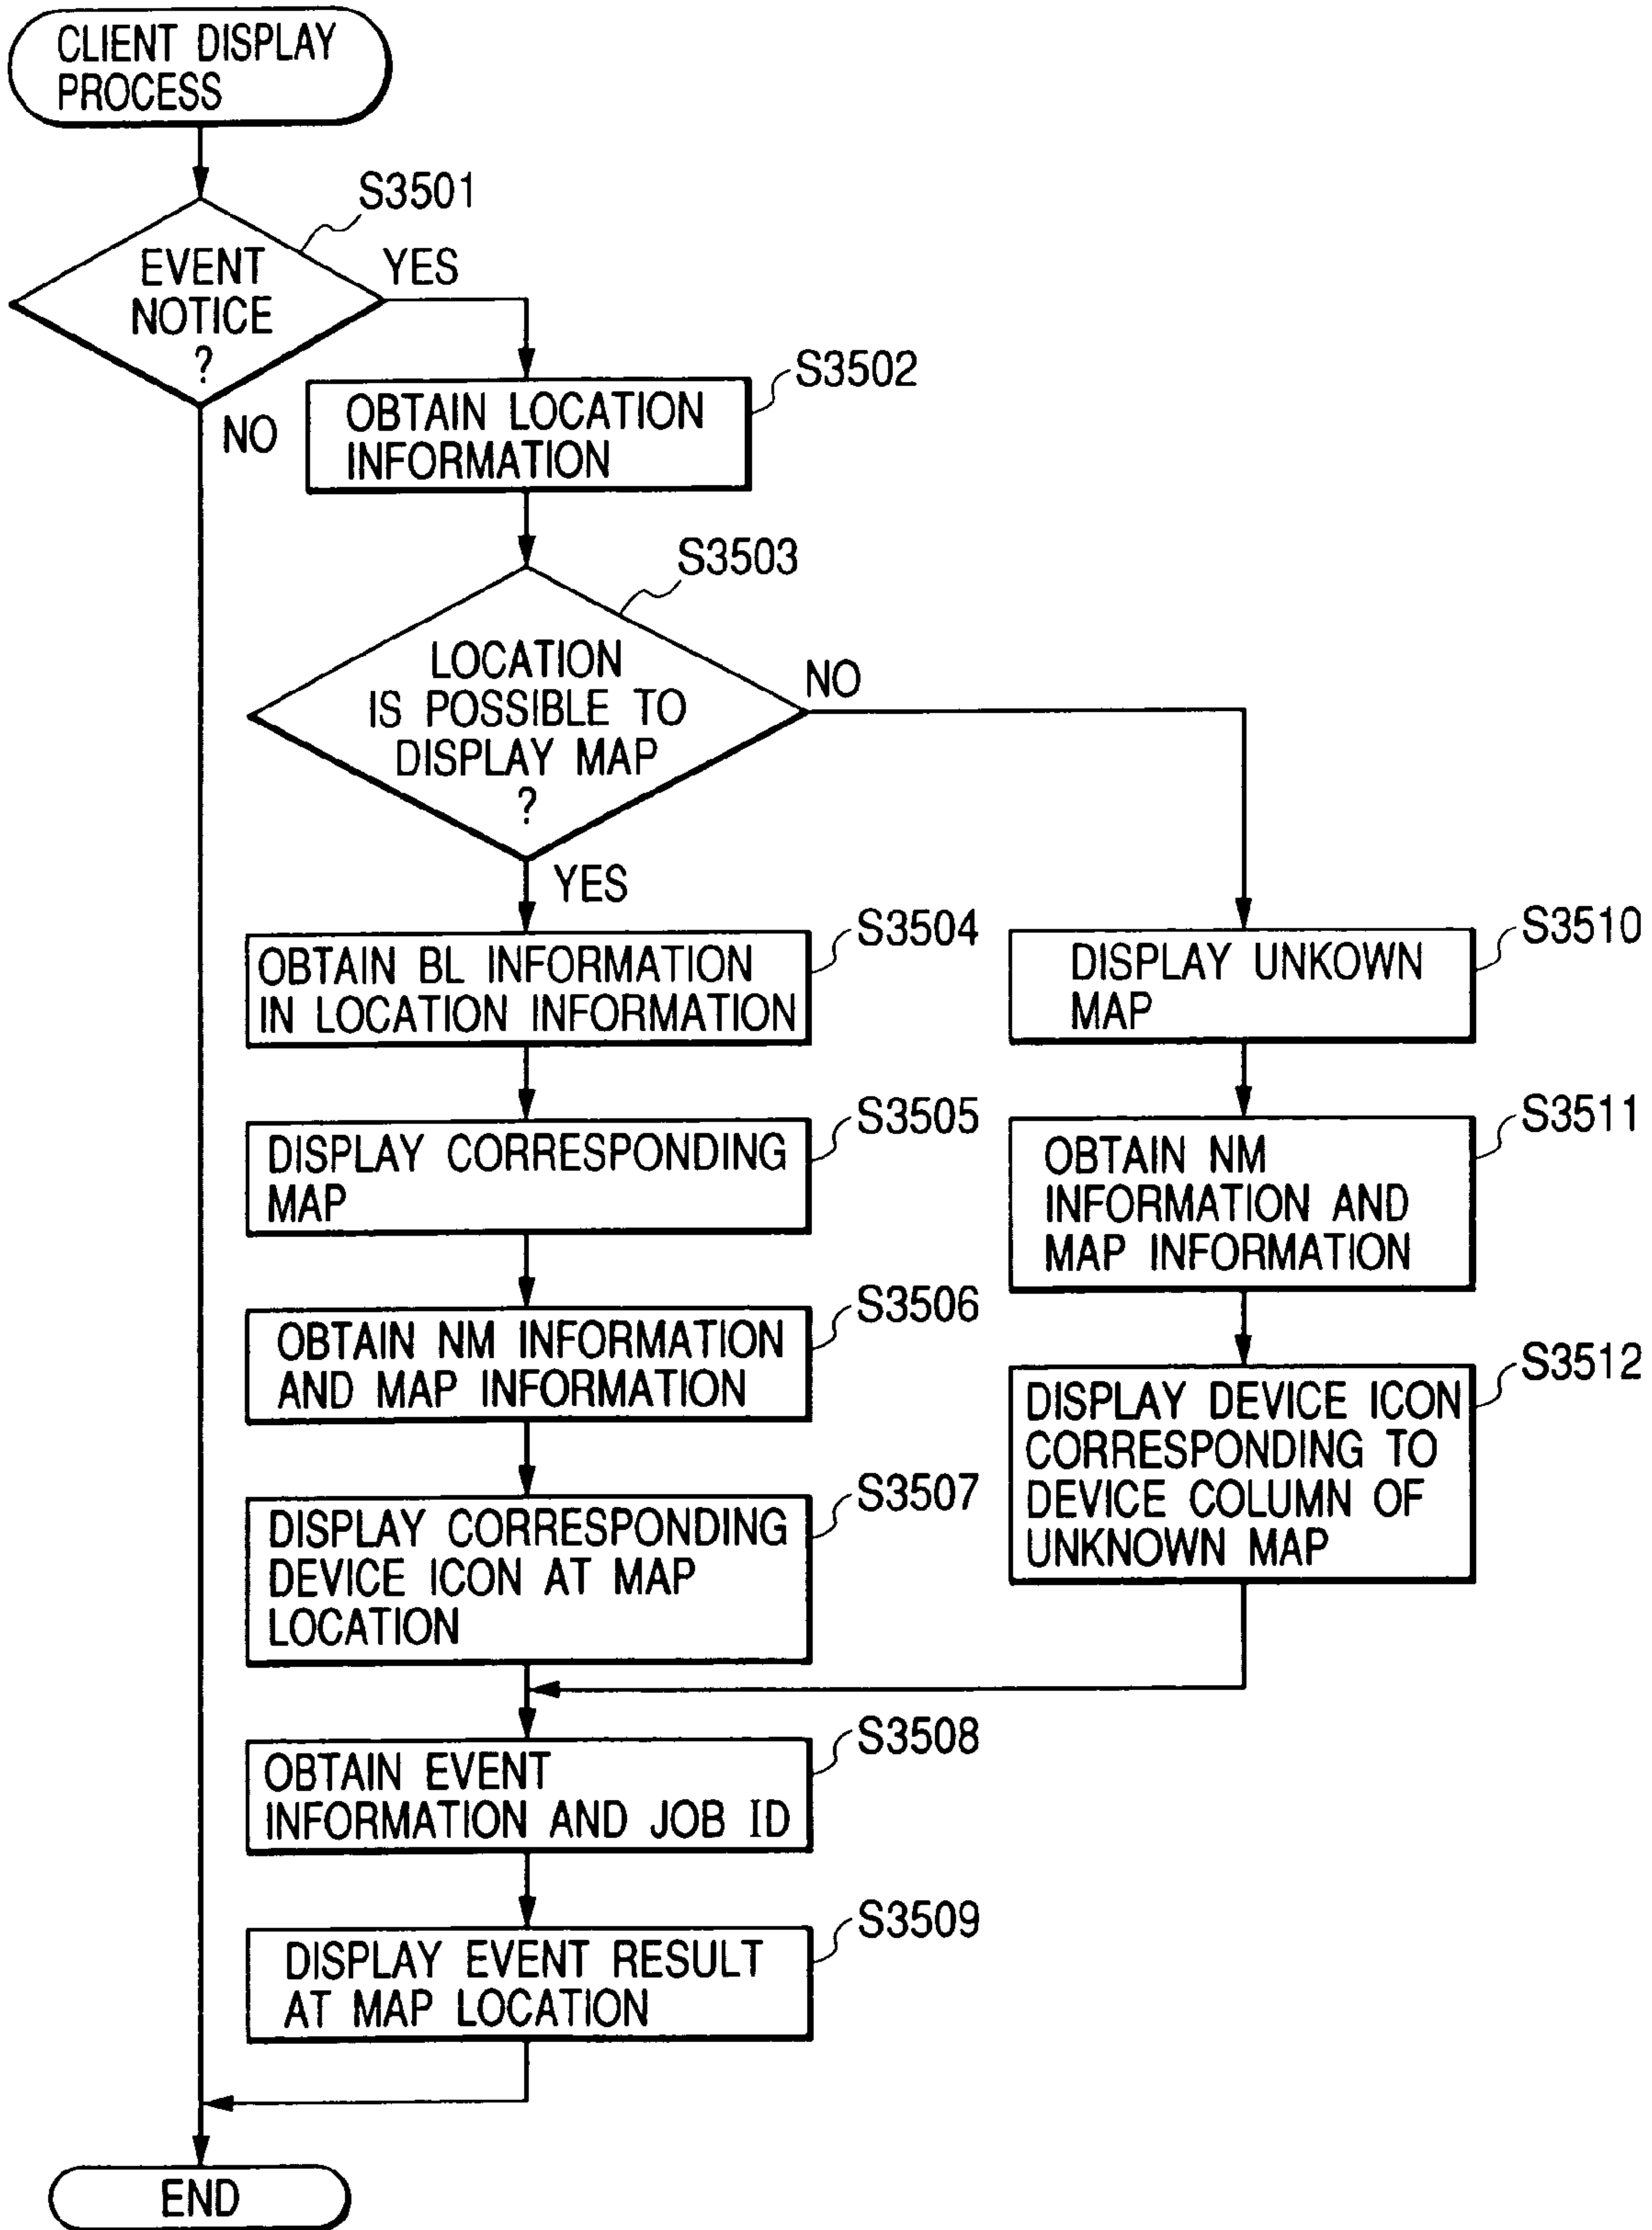 CLIENT DISPLAY
PROCESS
S3501
EVENT
NOTICE
?
YES
NO
S3502
OBTAIN LOCATION
INFORMATION
S3503
LOCATION
IS POSSIBLE TO
DISPLAY MAP
?
NO
YES
S3504
OBTAIN BL INFORMATION
IN LOCATION INFORMATION
S3505
DISPLAY CORRESPONDING
MAP
S3506
OBTAIN NM INFORMATION
AND MAP INFORMATION
S3507
DISPLAY CORRESPONDING
DEVICE ICON AT MAP
LOCATION
S3510
DISPLAY UNKOWN
MAP
S3511
OBTAIN NM
INFORMATION AND
MAP INFORMATION
S3512
DISPLAY DEVICE ICON
CORRESPONDING TO
DEVICE COLUMN OF
UNKNOWN MAP
S3508
OBTAIN EVENT
INFORMATION AND JOB ID
S3509
DISPLAY EVENT RESULT
AT MAP LOCATION
END